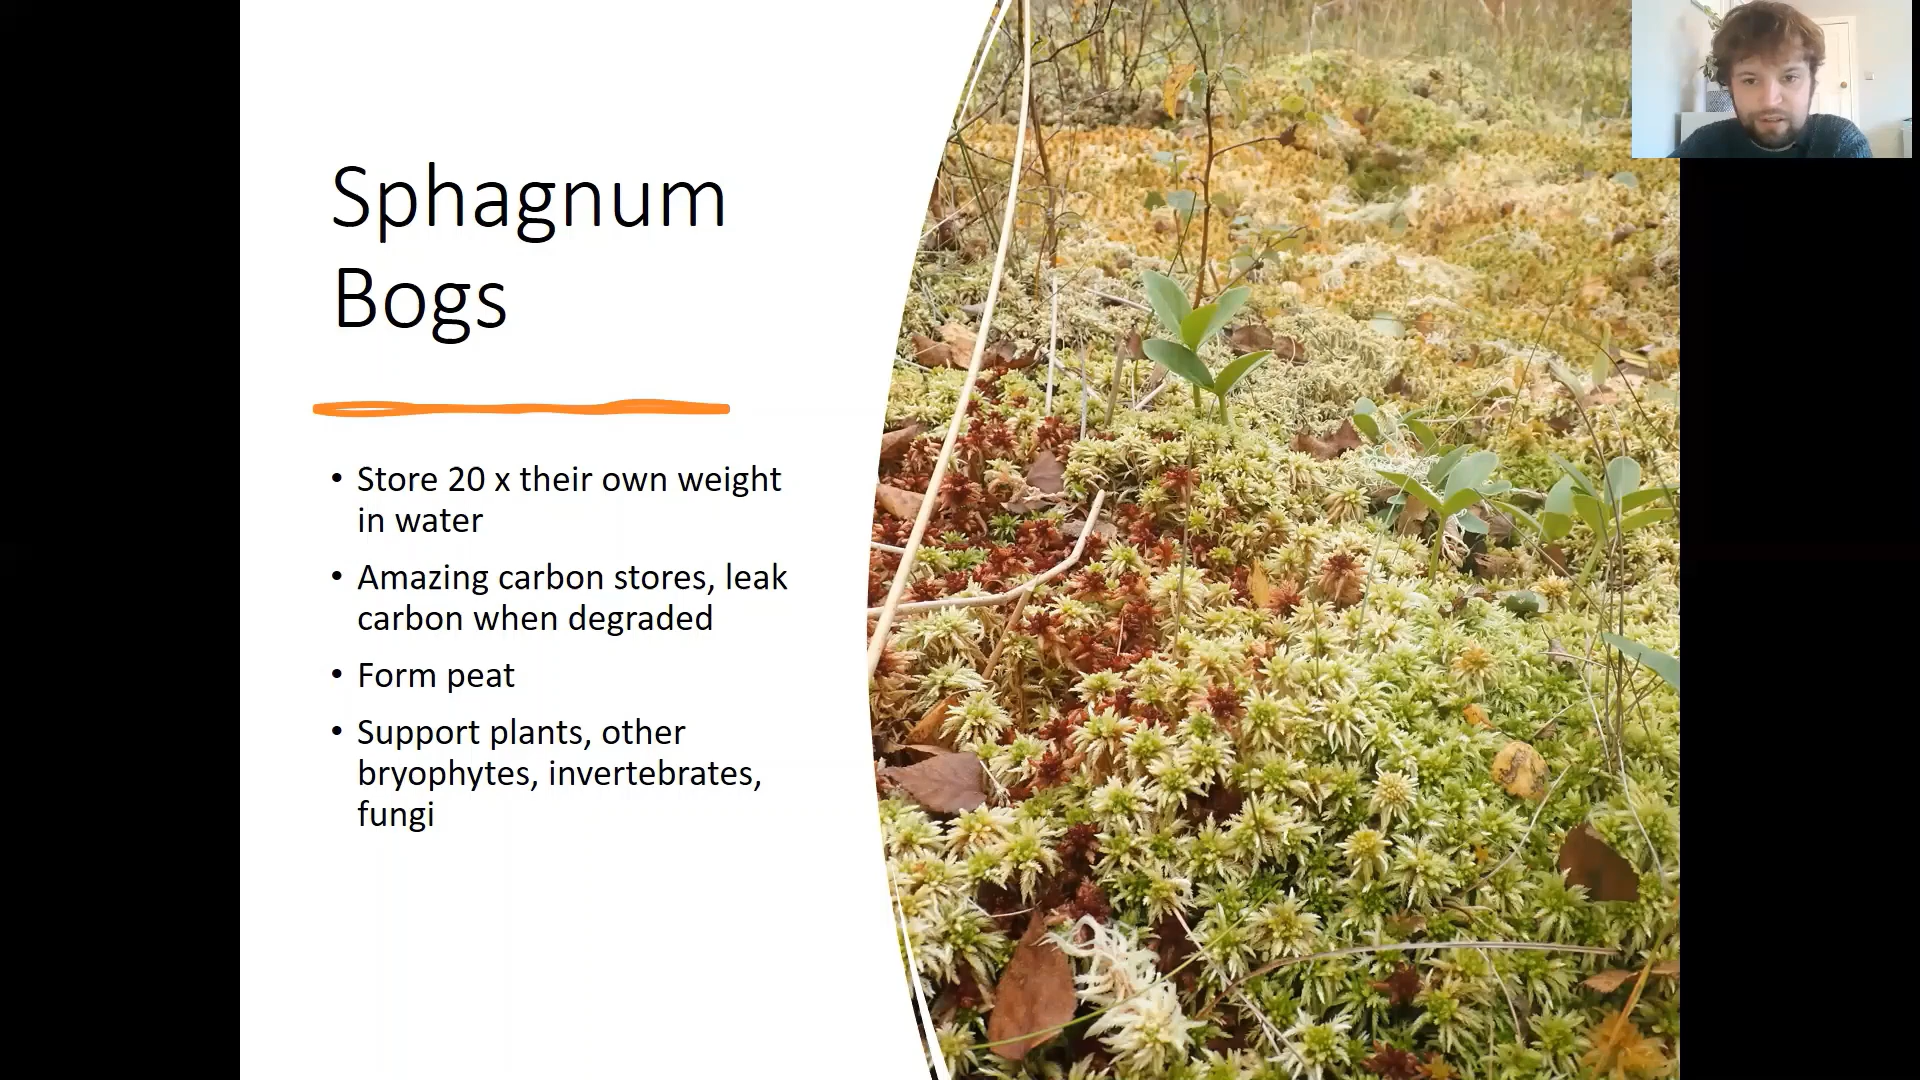 Sphagnum
Bogs
• Store 20 x their own weight
in water
• Amazing carbon stores, leak
carbon when degraded
• Form peat
• Support plants, other
bryophytes, invertebrates,
fungi